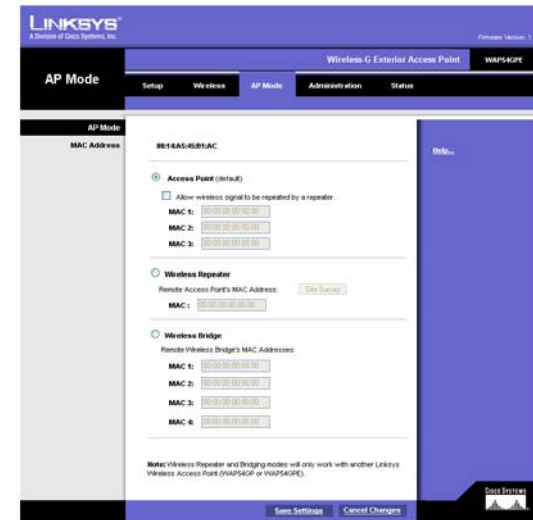 LINKSYS®
A Division of Cisco Systems, Inc.
Firmware Version: 1
Wireless-G Exterior Access Point WAP54GPE
AP Mode
Setup Wireless AP Mode Administration Status
AP Mode
MAC Address 00:14:A5:45:B1:AC
Help...
Access Point (default)
Allow wireless signal to be repeated by a repeater.
MAC 1: 00:00:00:00:00:00
MAC 2: 00:00:00:00:00:00
MAC 3: 00:00:00:00:00:00
Wireless Repeater
Remote Access Point's MAC Address: Site Survey
MAC: 00:00:00:00:00:00
Wireless Bridge
Remote Wireless Bridge's MAC Addresses:
MAC 1: 00:00:00:00:00:00
MAC 2: 00:00:00:00:00:00
MAC 3: 00:00:00:00:00:00
MAC 4: 00:00:00:00:00:00
Note: Wireless Repeater and Bridging modes will only work with another Linksys
Wireless Access Point (WAP54GP or WAP54GPE).
Save Settings Cancel Changes
CISCO SYSTEMS